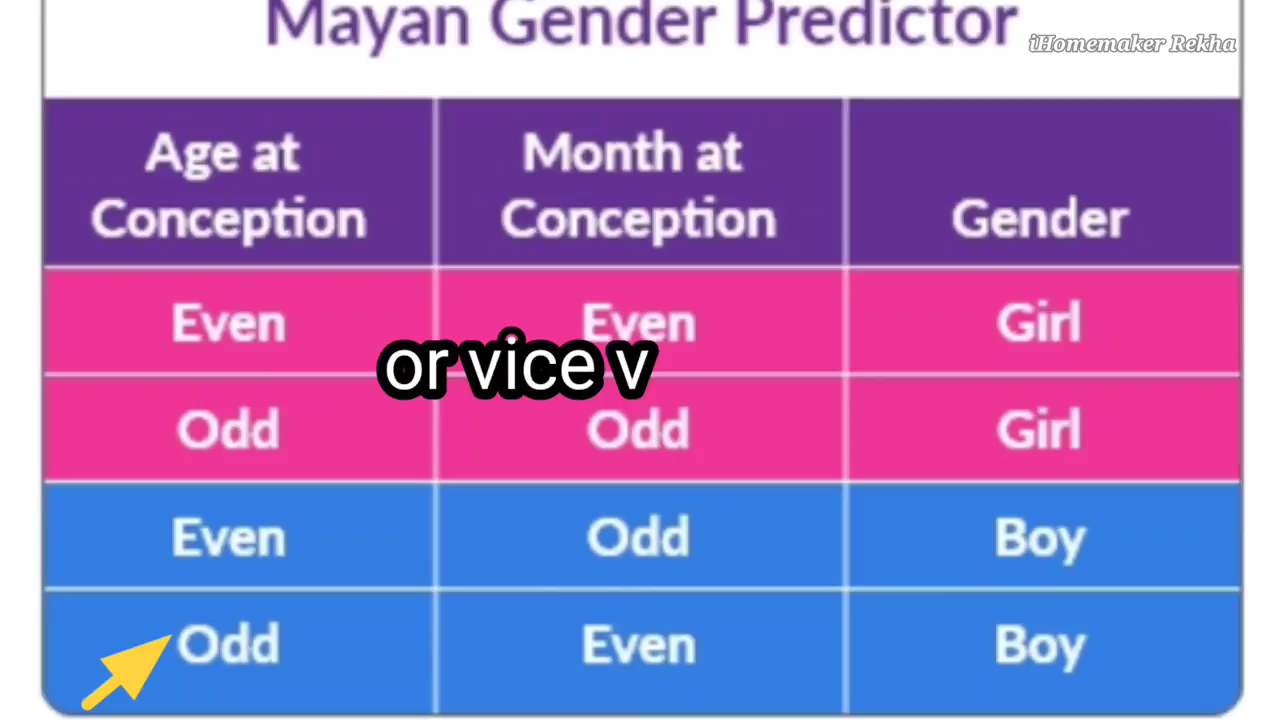 Mayan Gender Predictor
iHomemaker Rekha
Age at Conception
Month at Conception
Gender
Even Even Girl
or vice v
Odd Odd Girl
Even Odd Boy
Odd Even Boy